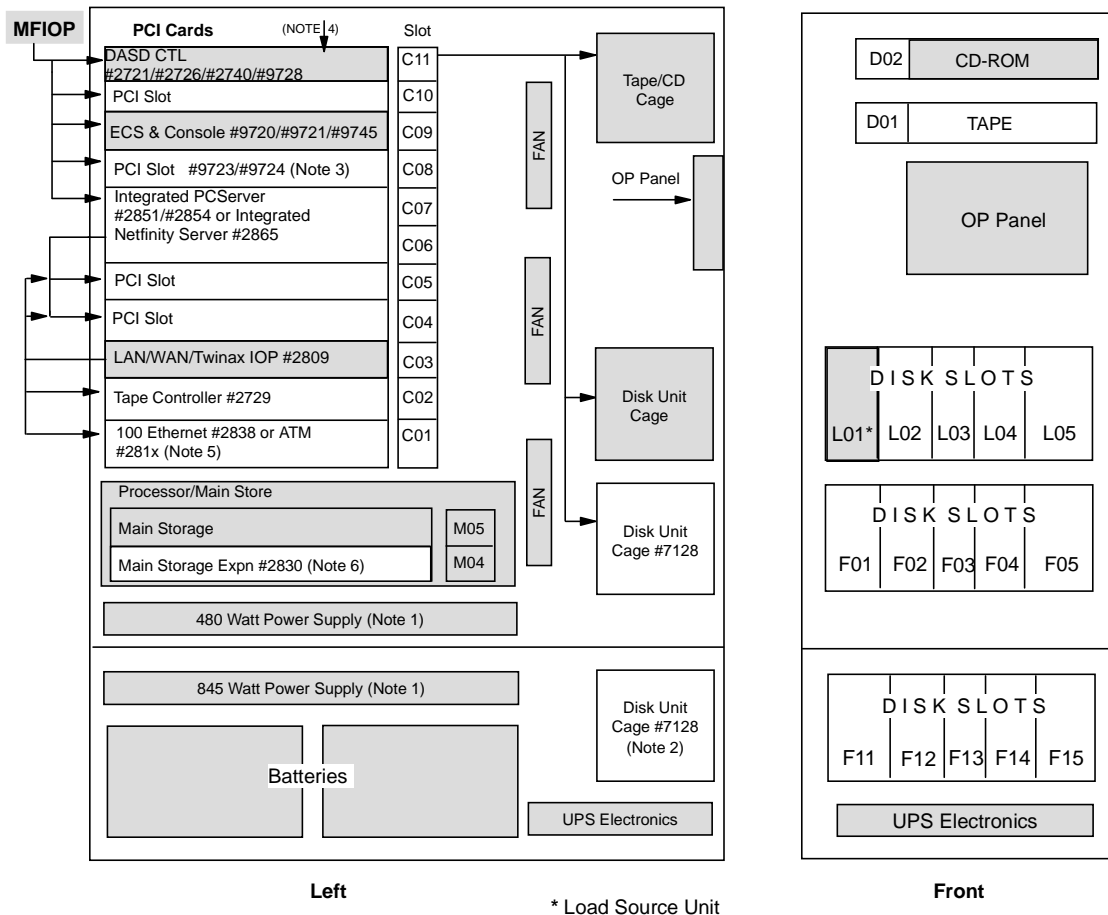 MFIOP
PCI Cards
(NOTE 4)
Slot
DASD CTL
#2721/#2726/#2740/#9728
C11
PCI Slot
C10
ECS & Console #9720/#9721/#9745
C09
PCI Slot #9723/#9724 (Note 3)
C08
Integrated PCServer
#2851/#2854 or Integrated
Netfinity Server #2865
C07
C06
PCI Slot
C05
PCI Slot
C04
LAN/WAN/Twinax IOP #2809
C03
Tape Controller #2729
C02
100 Ethernet #2838 or ATM
#281x (Note 5)
C01
FAN
FAN
FAN
Tape/CD
Cage
OP Panel
Disk Unit
Cage
Disk Unit
Cage #7128
Processor/Main Store
Main Storage
M05
Main Storage Expn #2830 (Note 6)
M04
480 Watt Power Supply (Note 1)
845 Watt Power Supply (Note 1)
Disk Unit
Cage #7128
(Note 2)
Batteries
UPS Electronics
Left
* Load Source Unit
D02 CD-ROM
D01 TAPE
OP Panel
DISK SLOTS
L01* L02 L03 L04 L05
DISK SLOTS
F01 F02 F03 F04 F05
DISK SLOTS
F11 F12 F13 F14 F15
UPS Electronics
Front